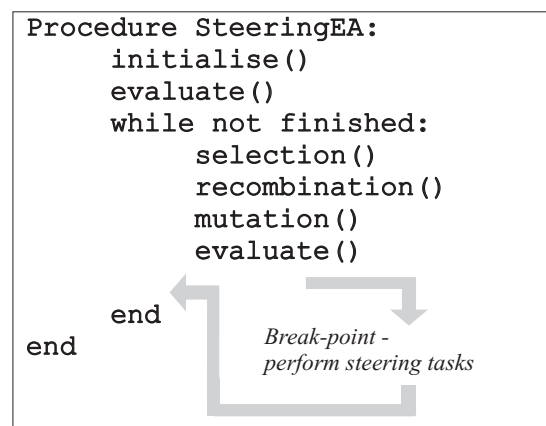 Procedure SteeringEA:
initialise()
evaluate()
while not finished:
selection()
recombination()
mutation()
evaluate()
end
end
Break-point -
perform steering tasks